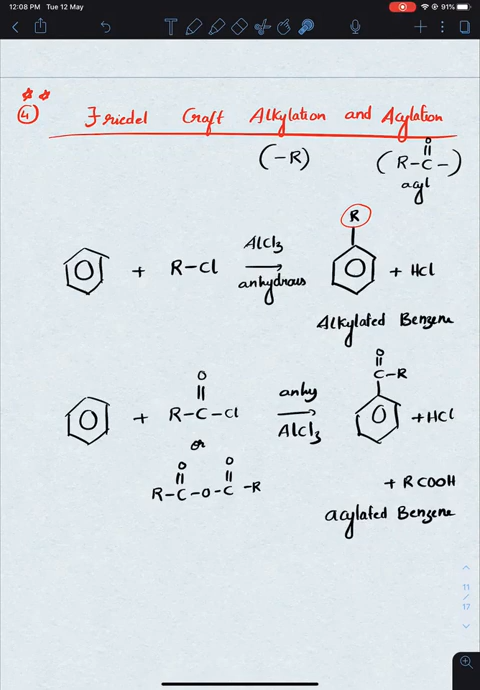 12:08 PM Tue 12 May
91%
④ Friedel Craft Alkylation and Acylation
(-R)
(R-C-)
O
acyl
+ R-Cl
AlCl3
anhydrous
R
+ HCl
Alkylated Benzene
O
+ R-C-Cl
anhy
AlCl3
O
C-R
+HCl
or
O O
R-C-O-C-R
+ RCOOH
acylated Benzene
11
/
17